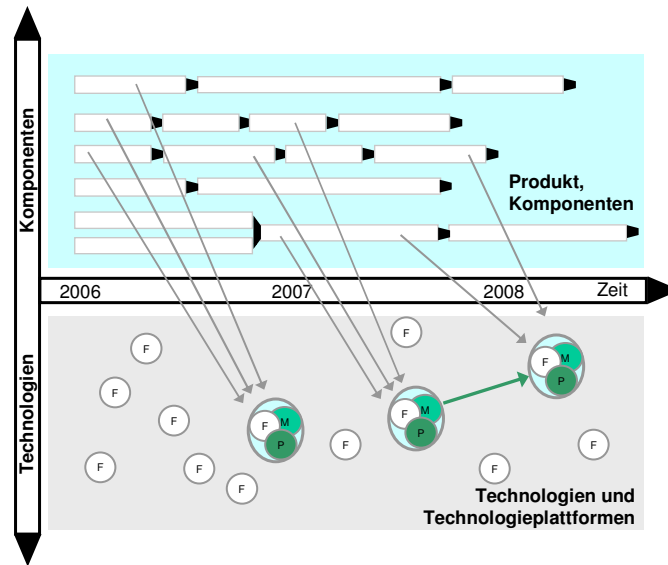 Komponenten
Produkt,
Komponenten
2006
2007
2008
Zeit
Technologien
F
F
F
F
F
F
F
F
F
F
F
F M P
F M P
F M P
Technologien und
Technologieplattformen